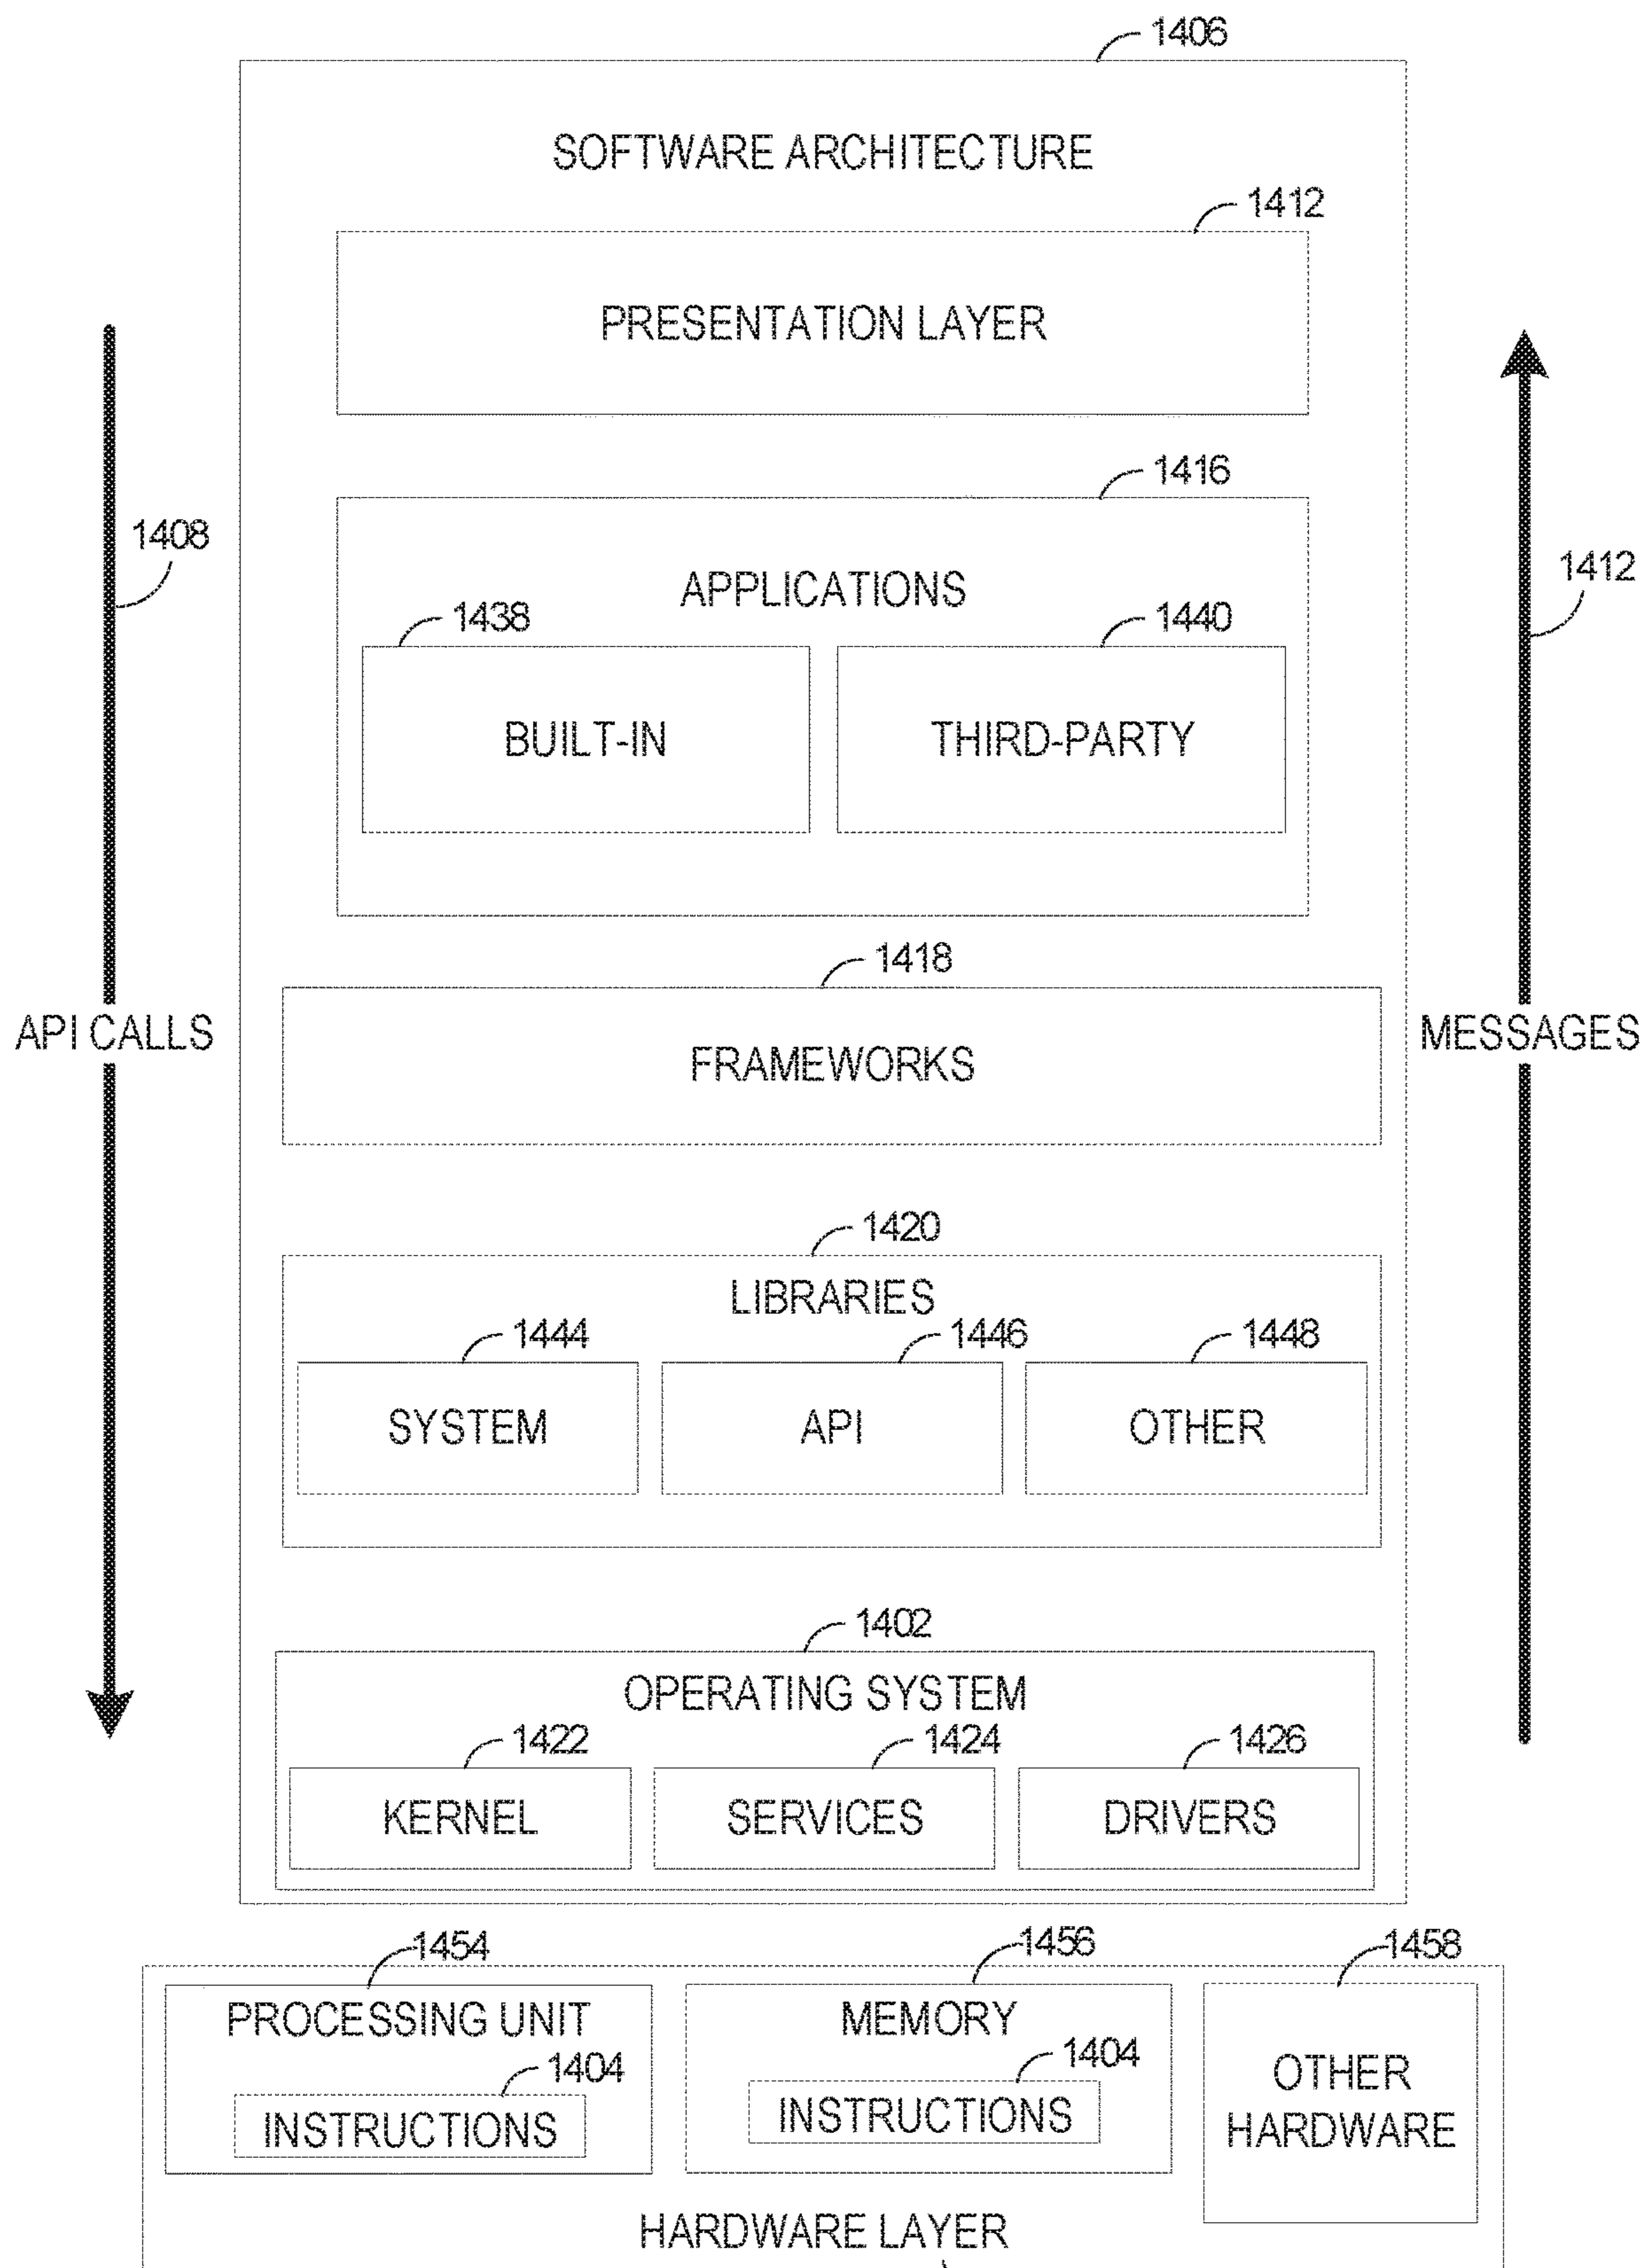 1406
SOFTWARE ARCHITECTURE
1412
PRESENTATION LAYER
1416
1408
1412
APPLICATIONS
1438
1440
BUILT-IN
THIRD-PARTY
1418
API CALLS
MESSAGES
FRAMEWORKS
1420
LIBRARIES
1444
1446
1448
SYSTEM
API
OTHER
1402
OPERATING SYSTEM
1422
1424
1426
KERNEL
SERVICES
DRIVERS
1454
1456
1458
PROCESSING UNIT
MEMORY
1404
1404
OTHER
HARDWARE
INSTRUCTIONS
INSTRUCTIONS
HARDWARE LAYER